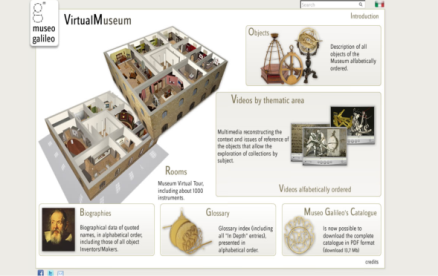 Search
museo
galileo
VirtualMuseum
Introduction
Objects
Description of all
objects of the
Museum alfabetically
ordered.
Videos by thematic area
Multimedia reconstructing the
context and issues of reference
of the objects that allow the
exploration of collections by
subject.
Videos alfabetically ordered
Rooms
Museum Virtual Tour,
including about 1000
instruments.
Biographies
Biographical data of quoted
names, in alphabetical order,
including those of all object
Inventors/Makers.
Glossary
Glossary index (including
all "In Depth" entries),
presented in
alphabetical order.
Museo Galileo's Catalogue
Is now possible to
download the complete
catalogue in PDF format
(download 15,7 Mb)
credits